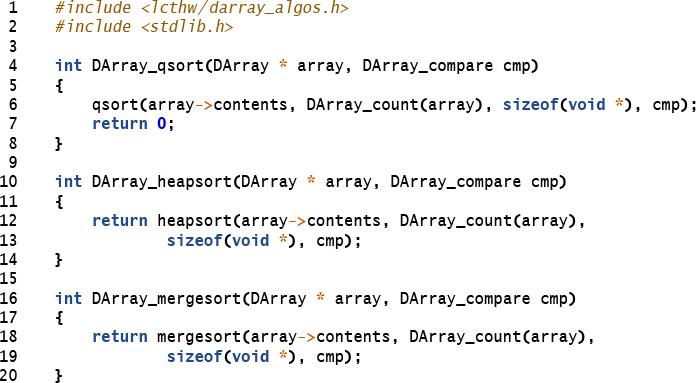 1 #include <lcthw/darray_algos.h>
2 #include <stdlib.h>
3
4 int DArray_qsort(DArray * array, DArray_compare cmp)
5 {
6     qsort(array->contents, DArray_count(array), sizeof(void *), cmp);
7     return 0;
8 }
9
10 int DArray_heapsort(DArray * array, DArray_compare cmp)
11 {
12     return heapsort(array->contents, DArray_count(array),
13             sizeof(void *), cmp);
14 }
15
16 int DArray_mergesort(DArray * array, DArray_compare cmp)
17 {
18     return mergesort(array->contents, DArray_count(array),
19             sizeof(void *), cmp);
20 }